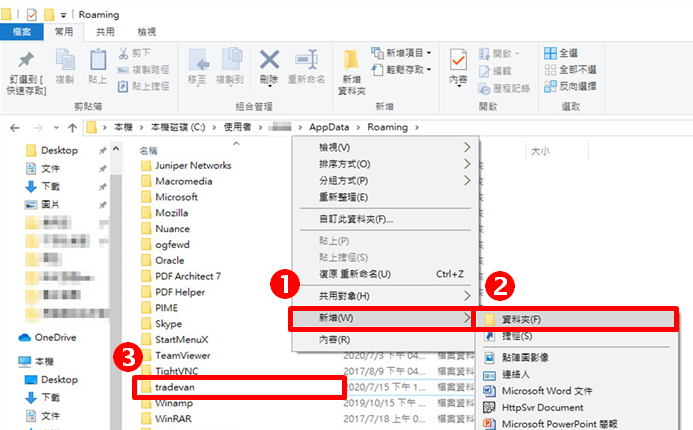 Roaming
檔案 常用 共用 檢視
釘選到 [快速存取]
複製
貼上
剪下
複製路徑
貼上捷徑
剪貼簿
移至
複製到
刪除
重新命名
組合管理
新增
資料夾
新增項目
輕鬆存取
新增
內容
開啟
編輯
歷程記錄
開啟
全選
全部不選
反向選擇
選取
本機 > 本機磁碟 (C:) > 使用者 > AppData > Roaming >
Desktop
文件
下載
圖片
OneDrive
本機
Desktop
下載
文件
名稱
大小
Juniper Networks
Macromedia
Microsoft
Mozilla
Nuance
ogfewd
Oracle
PDF Architect 7
PDF Helper
PIME
Skype
StartMenuX
TeamViewer 2020/7/3 下午 04... 檔案資料
TightVNC 2017/8/9 下午 04... 檔案資料
tradevan 2020/7/15 下午 1... 檔案資料
Winamp 2019/10/15 下午... 檔案資料
WinRAR 2017/7/18 上午... 檔案資料
檢視(V)
排序方式(O)
分組方式(P)
重新整理(E)
自訂此資料夾(F)...
貼上(P)
貼上捷徑(S)
復原 重新命名(U) Ctrl+Z
共用對象(H)
1
新增(W)
內容(R)
2
資料夾(F)
捷徑(S)
點陣圖影像
連絡人
Microsoft Word 文件
HttpSvr Document
Microsoft PowerPoint 簡報
3